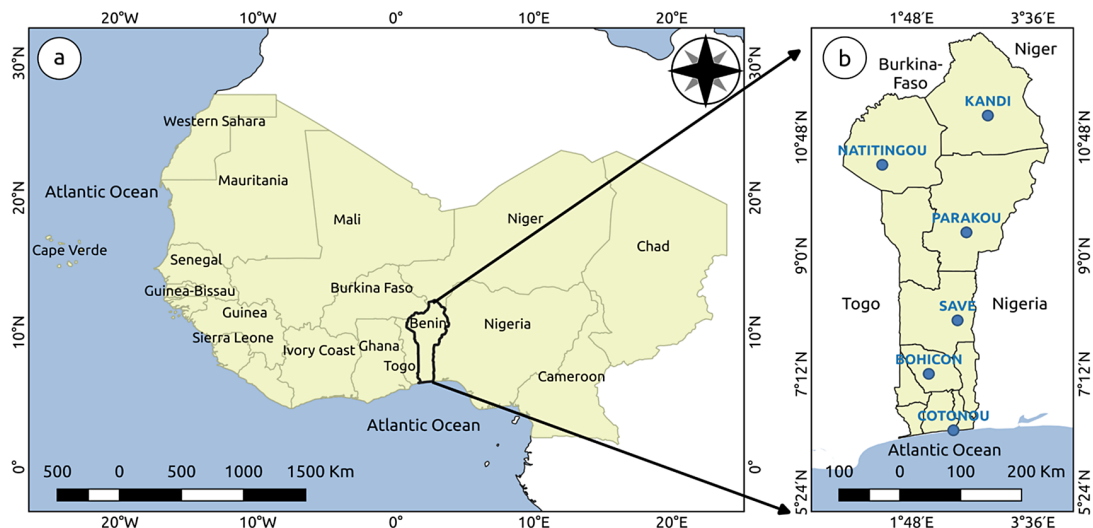 20°W 10°W 0° 10°E 20°E
1°48′E 3°36′E
a
b
30°N
30°N
Niger
Burkina-
Faso
KANDI
Western Sahara
10°48′N
10°48′N
NATITINGOU
Mauritania
Atlantic Ocean
20°N
20°N
Mali
Niger
PARAKOU
Chad
Cape Verde
Senegal
9°0′N
9°0′N
Guinea-Bissau
Burkina Faso
Togo
SAVE
Nigeria
Guinea
Benin
Nigeria
10°N
10°N
Sierra Leone
Ivory Coast
Ghana
Togo
BOHICON
7°12′N
7°12′N
Cameroon
COTONOU
Atlantic Ocean
Atlantic Ocean
0°
0°
500 0 500 1000 1500 Km
100 0 100 200 Km
5°24′N
5°24′N
20°W 10°W 0° 10°E 20°E
1°48′E 3°36′E